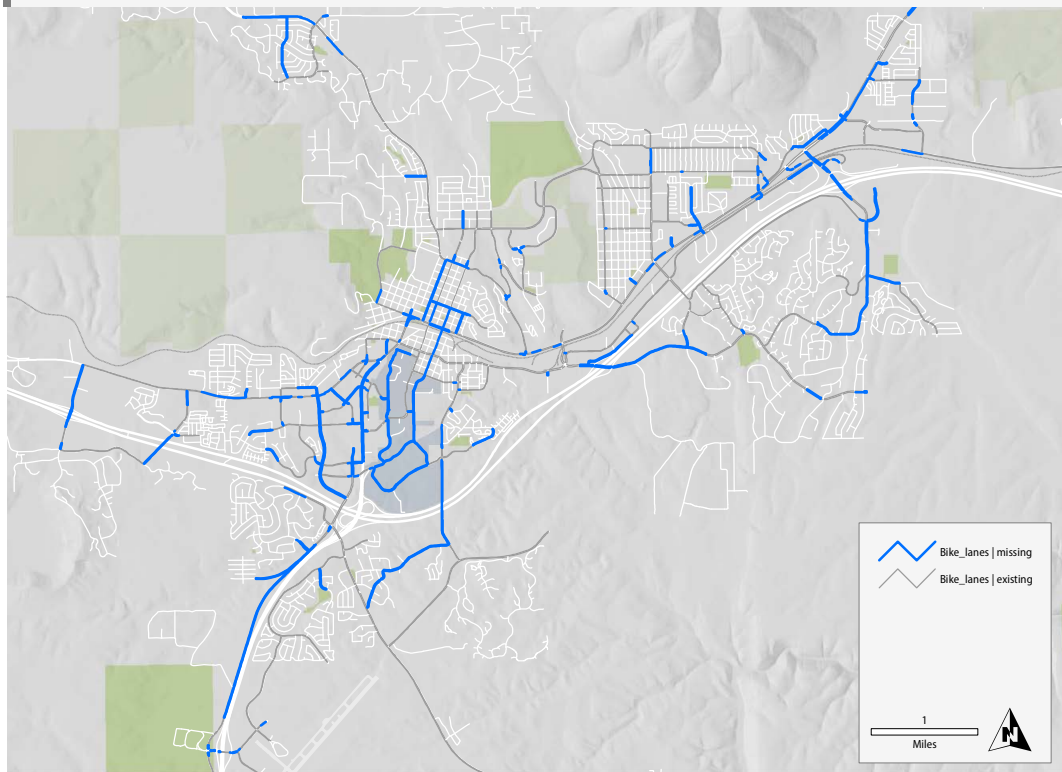 Bike_lanes | missing
Bike_lanes | existing
1
Miles
N